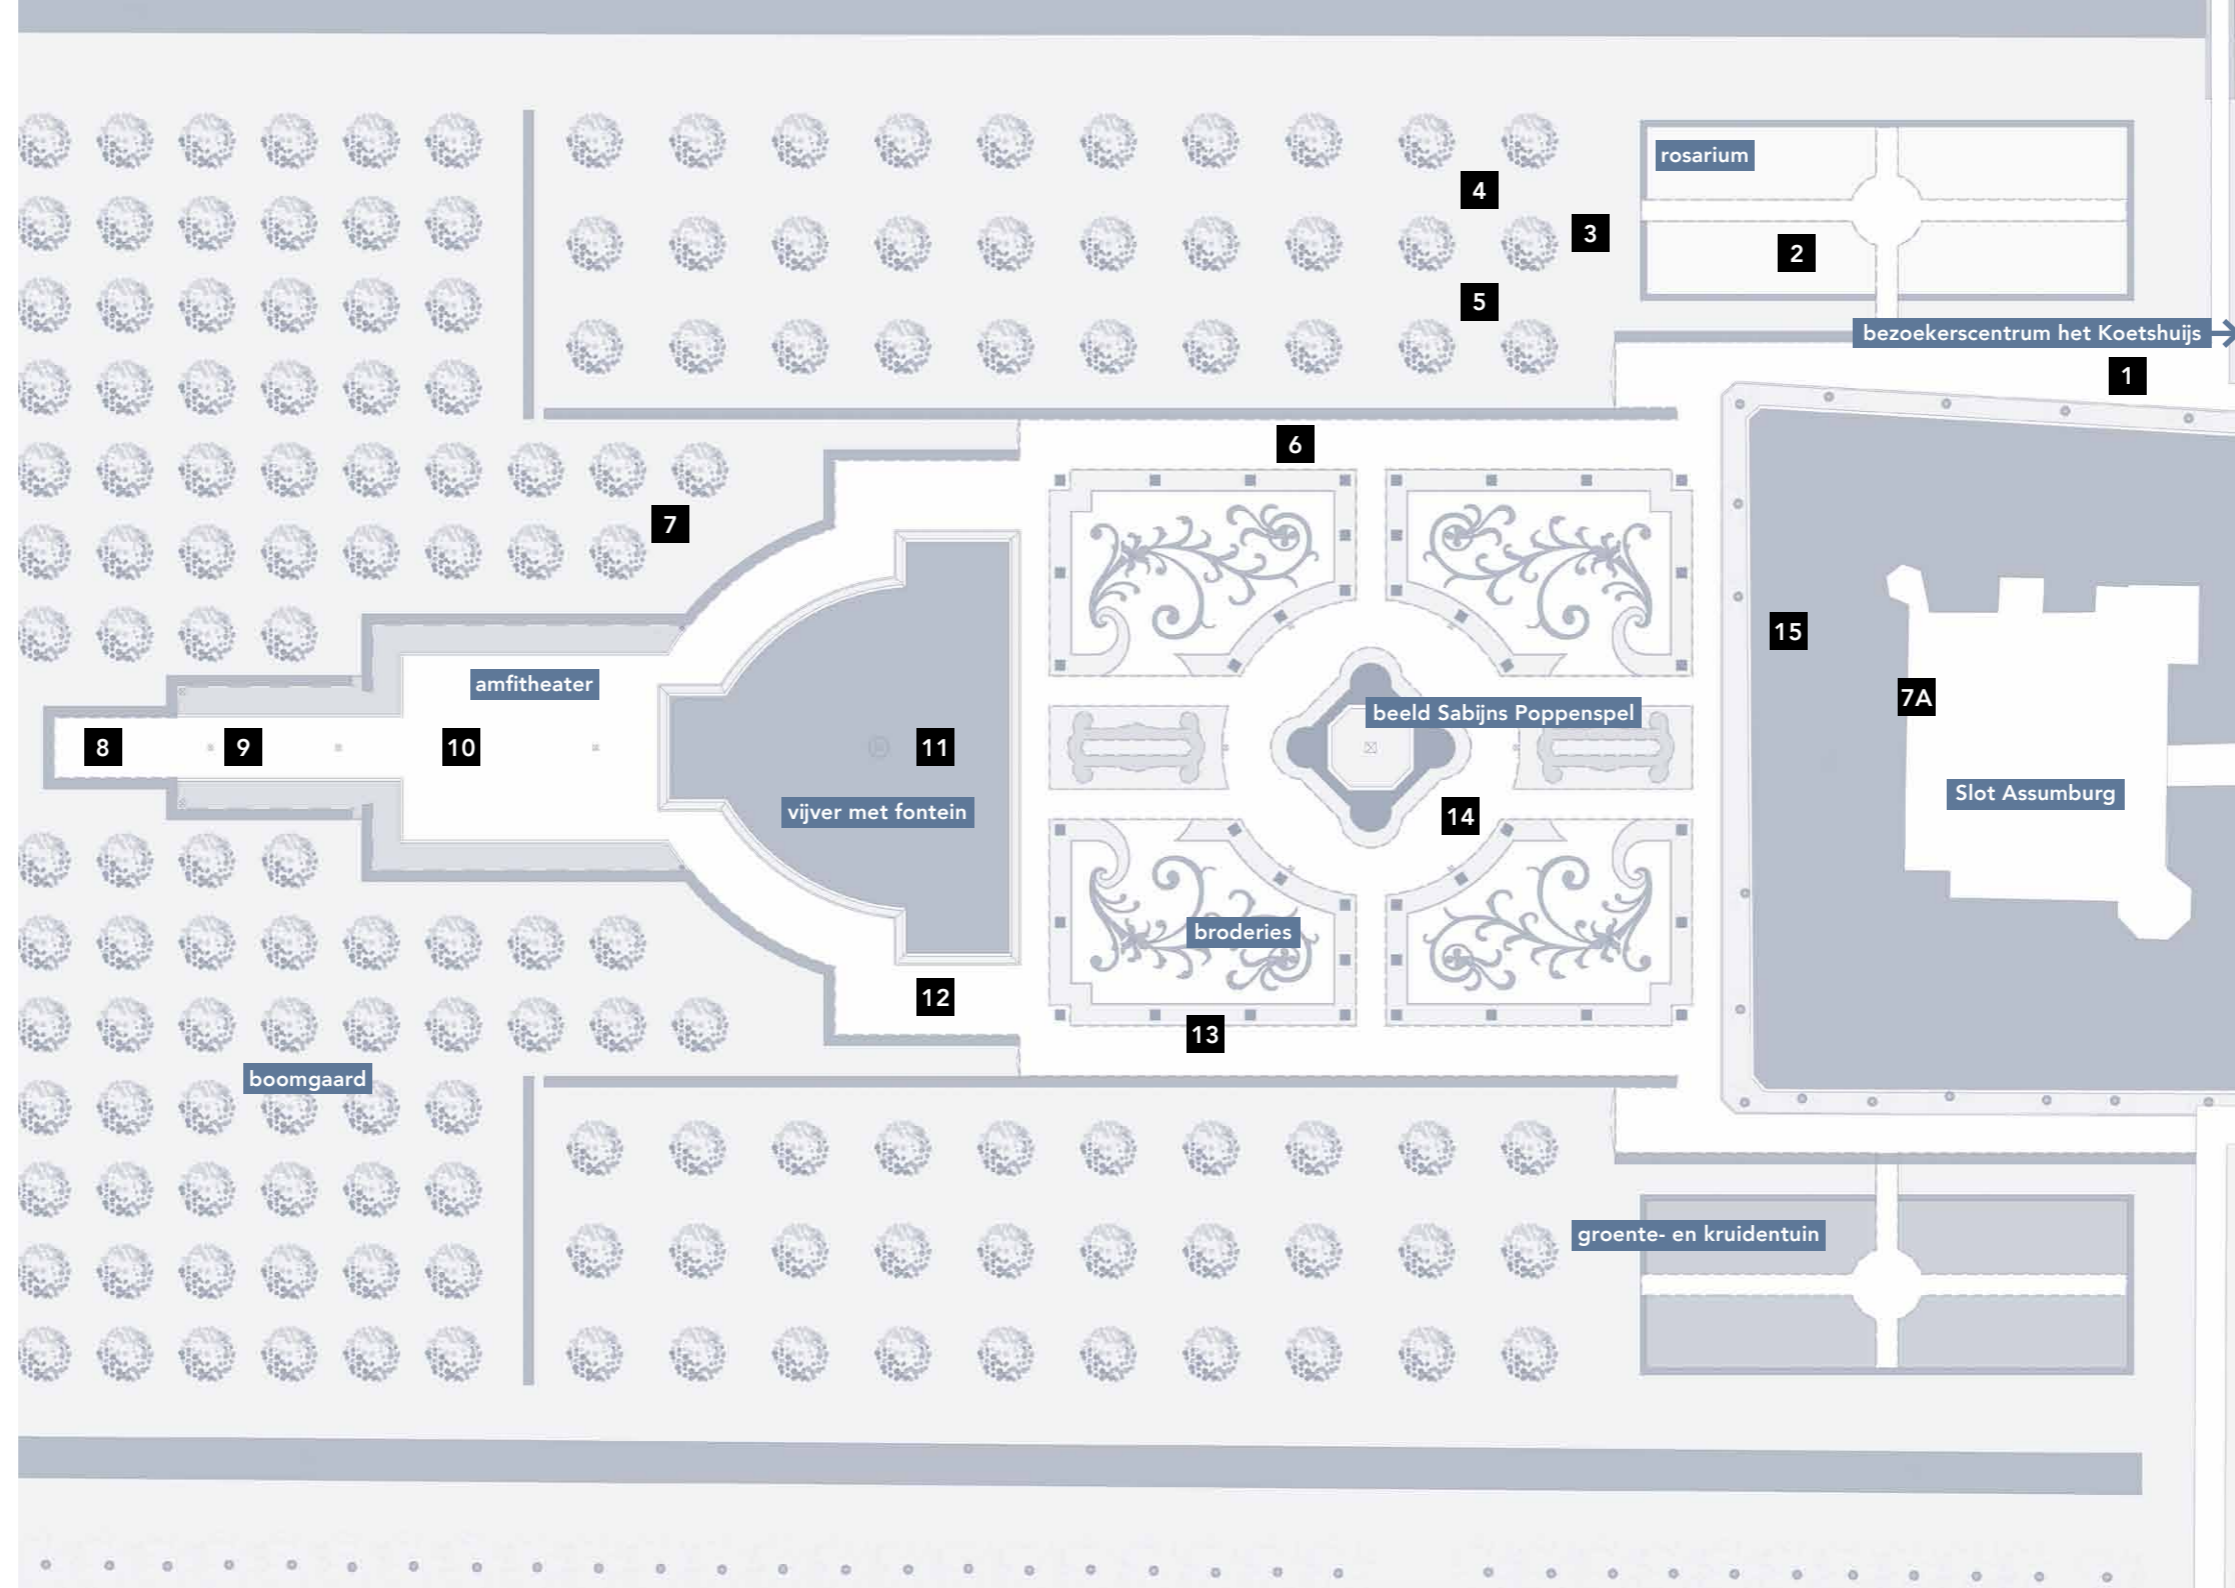 rosarium
4
3
2
5
bezoekerscentrum het Koetshuijs
1
6
7
15
amfitheater
7A
beeld Sabijns Poppenspel
8
9
10
11
Slot Assumburg
vijver met fontein
14
broderies
12
13
boomgaard
groente- en kruidentuin